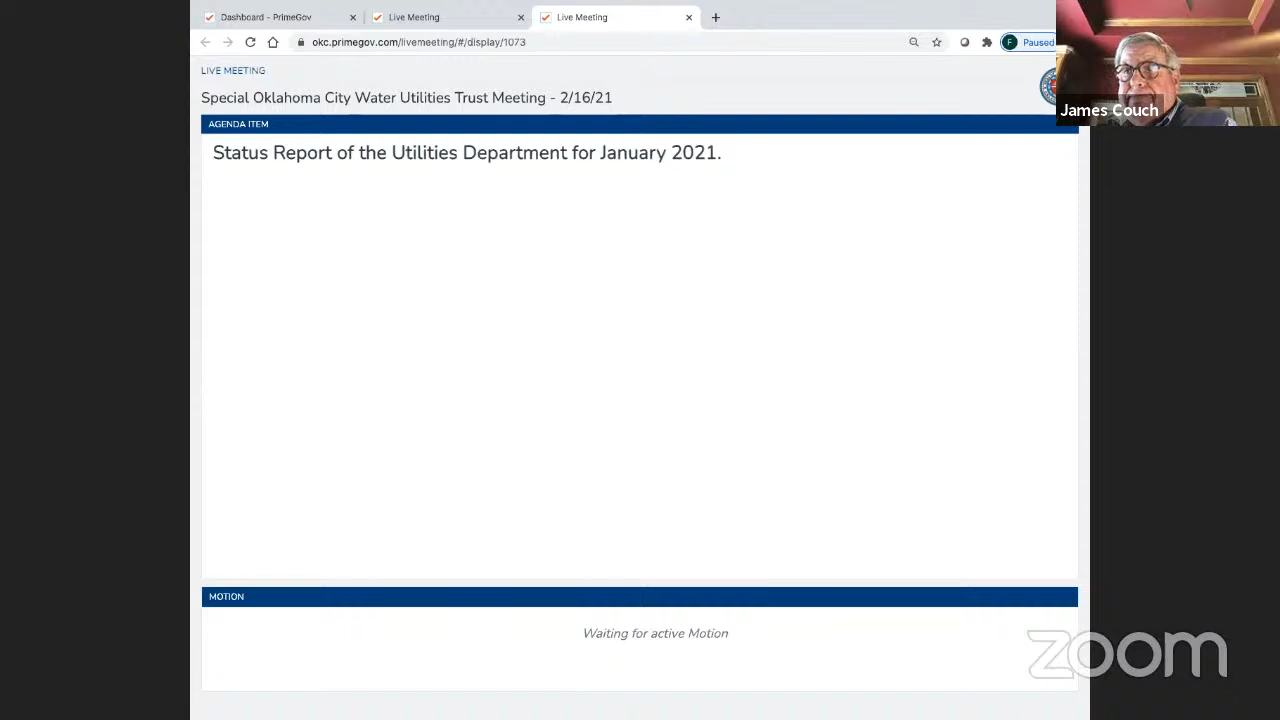 Dashboard - PrimeGov
Live Meeting
Live Meeting
okc.primegov.com/livemeeting/#/display/1073
F
Paused
LIVE MEETING
Special Oklahoma City Water Utilities Trust Meeting - 2/16/21
James Couch
AGENDA ITEM
Status Report of the Utilities Department for January 2021.
MOTION
Waiting for active Motion
zoom